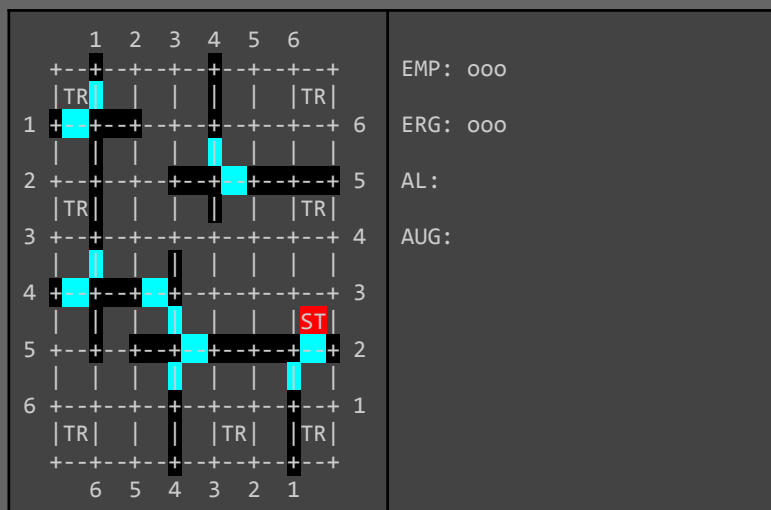 1 2 3 4 5 6
+--+--+--+--+--+--+--+ EMP: ooo
|TR| | | | | |TR|
1 +--+--+--+--+--+--+--+ 6 ERG: ooo
| | | | | | | |
2 +--+--+--+--+--+--+--+ 5 AL:
|TR| | | | | |TR|
3 +--+--+--+--+--+--+--+ 4 AUG:
| | | | | | | |
4 +--+--+--+--+--+--+--+ 3
| | | | | | |ST|
5 +--+--+--+--+--+--+--+ 2
| | | | | | | |
6 +--+--+--+--+--+--+--+ 1
|TR| | |TR| |TR|
+--+--+--+--+--+--+--+
6 5 4 3 2 1